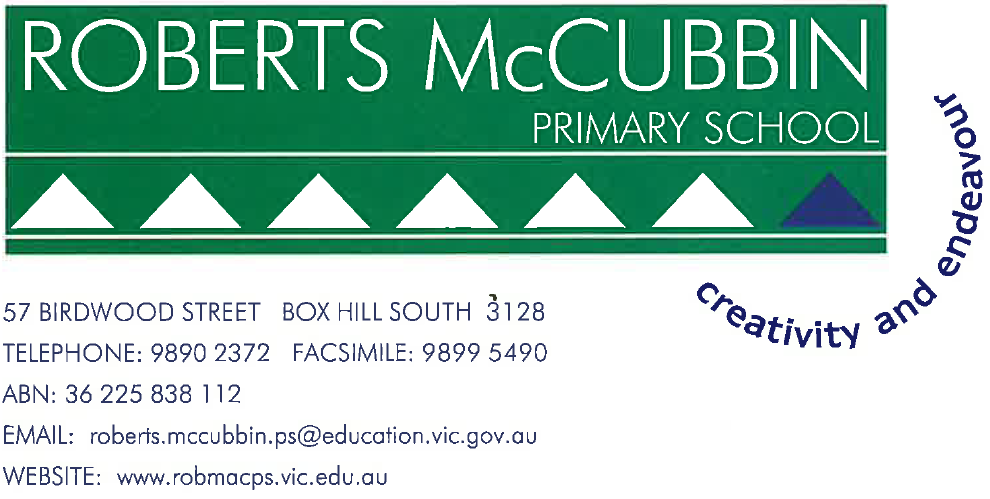 ROBERTS McCUBBIN
PRIMARY SCHOOL
creativity and endeavour
57 BIRDWOOD STREET BOX HILL SOUTH 3128
TELEPHONE: 9890 2372 FACSIMILE: 9899 5490
ABN: 36 225 838 112
EMAIL: roberts.mccubbin.ps@education.vic.gov.au
WEBSITE: www.robmacps.vic.edu.au